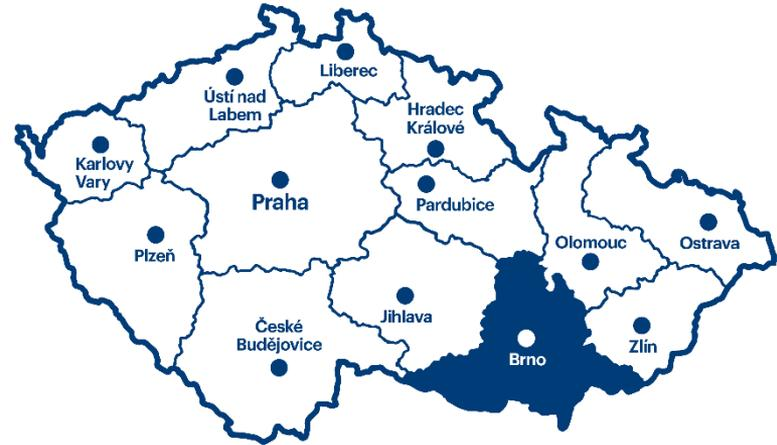 Liberec
Ústí nad
Labem
Hradec
Králové
Karlovy
Vary
Praha
Pardubice
Plzeň
Olomouc
Ostrava
Jihlava
České
Budějovice
Zlín
Brno